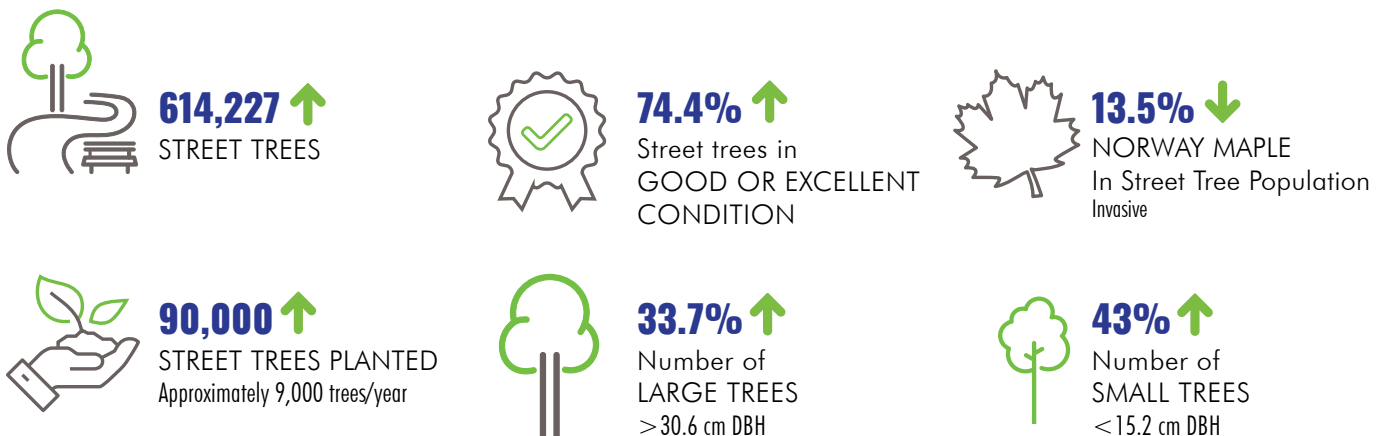 614,227
STREET TREES
74.4%
Street trees in
GOOD OR EXCELLENT
CONDITION
13.5%
NORWAY MAPLE
In Street Tree Population
Invasive
90,000
STREET TREES PLANTED
Approximately 9,000 trees/year
33.7%
Number of
LARGE TREES
>30.6 cm DBH
43%
Number of
SMALL TREES
<15.2 cm DBH